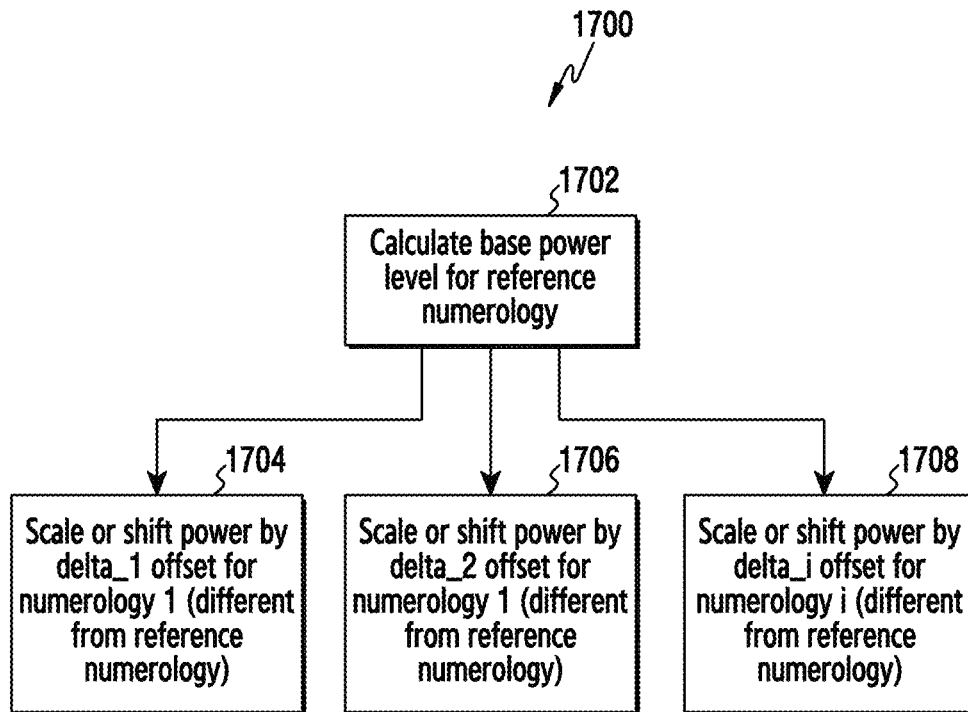 1700
1702
Calculate base power
level for reference
numerology
1704
Scale or shift power by
delta_1 offset for
numerology 1 (different
from reference
numerology)
1706
Scale or shift power by
delta_2 offset for
numerology 1 (different
from reference
numerology)
1708
Scale or shift power by
delta_i offset for
numerology i (different
from reference
numerology)